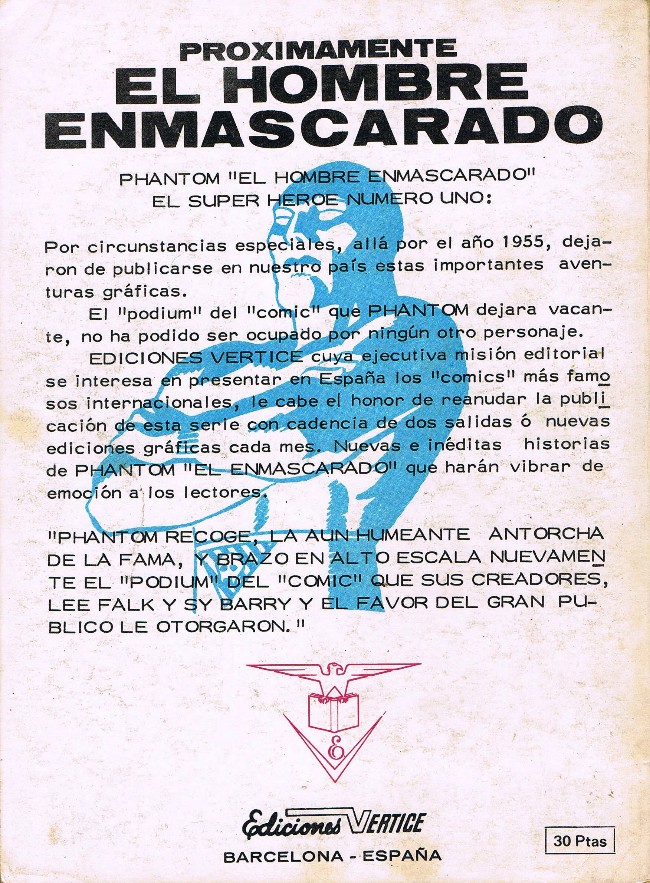 PROXIMAMENTE
EL HOMBRE
ENMASCARADO
PHANTOM "EL HOMBRE ENMASCARADO"
EL SUPER HEROE NUMERO UNO:
Por circunstancias especiales, allá por el año 1955, deja-
ron de publicarse en nuestro país estas importantes aven-
turas gráficas.
El "podium" del "comic" que PHANTOM dejara vacan-
te, no ha podido ser ocupado por ningún otro personaje.
EDICIONES VERTICE cuya ejecutiva misión editorial
se interesa en presentar en España los "comics" más famo
sos internacionales, le cabe el honor de reanudar la publi
cación de esta serie con cadencia de dos salidas ó nuevas
ediciones gráficas cada mes. Nuevas e inéditas historias
de PHANTOM "EL ENMASCARADO" que harán vibrar de
emoción a los lectores.
"PHANTOM RECOGE, LA AUN HUMEANTE ANTORCHA
DE LA FAMA, Y BRAZO EN ALTO ESCALA NUEVAMEN
TE EL "PODIUM" DEL "COMIC" QUE SUS CREADORES,
LEE FALK Y SY BARRY Y EL FAVOR DEL GRAN PU-
BLICO LE OTORGARON."
E
Ediciones VERTICE
BARCELONA - ESPAÑA
30 Ptas